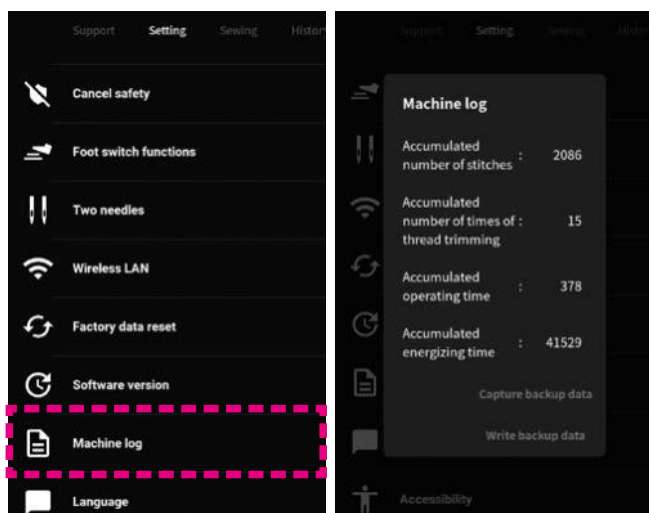 Support Setting Sewing History
Cancel safety
Foot switch functions
Two needles
Wireless LAN
Factory data reset
Software version
Machine log
Language
Support Setting Sewing
Machine log
Accumulated
number of stitches : 2086
Accumulated
number of times of : 15
thread trimming
Accumulated
operating time : 378
Accumulated
energizing time : 41529
Capture backup data
Write backup data
Accessibility